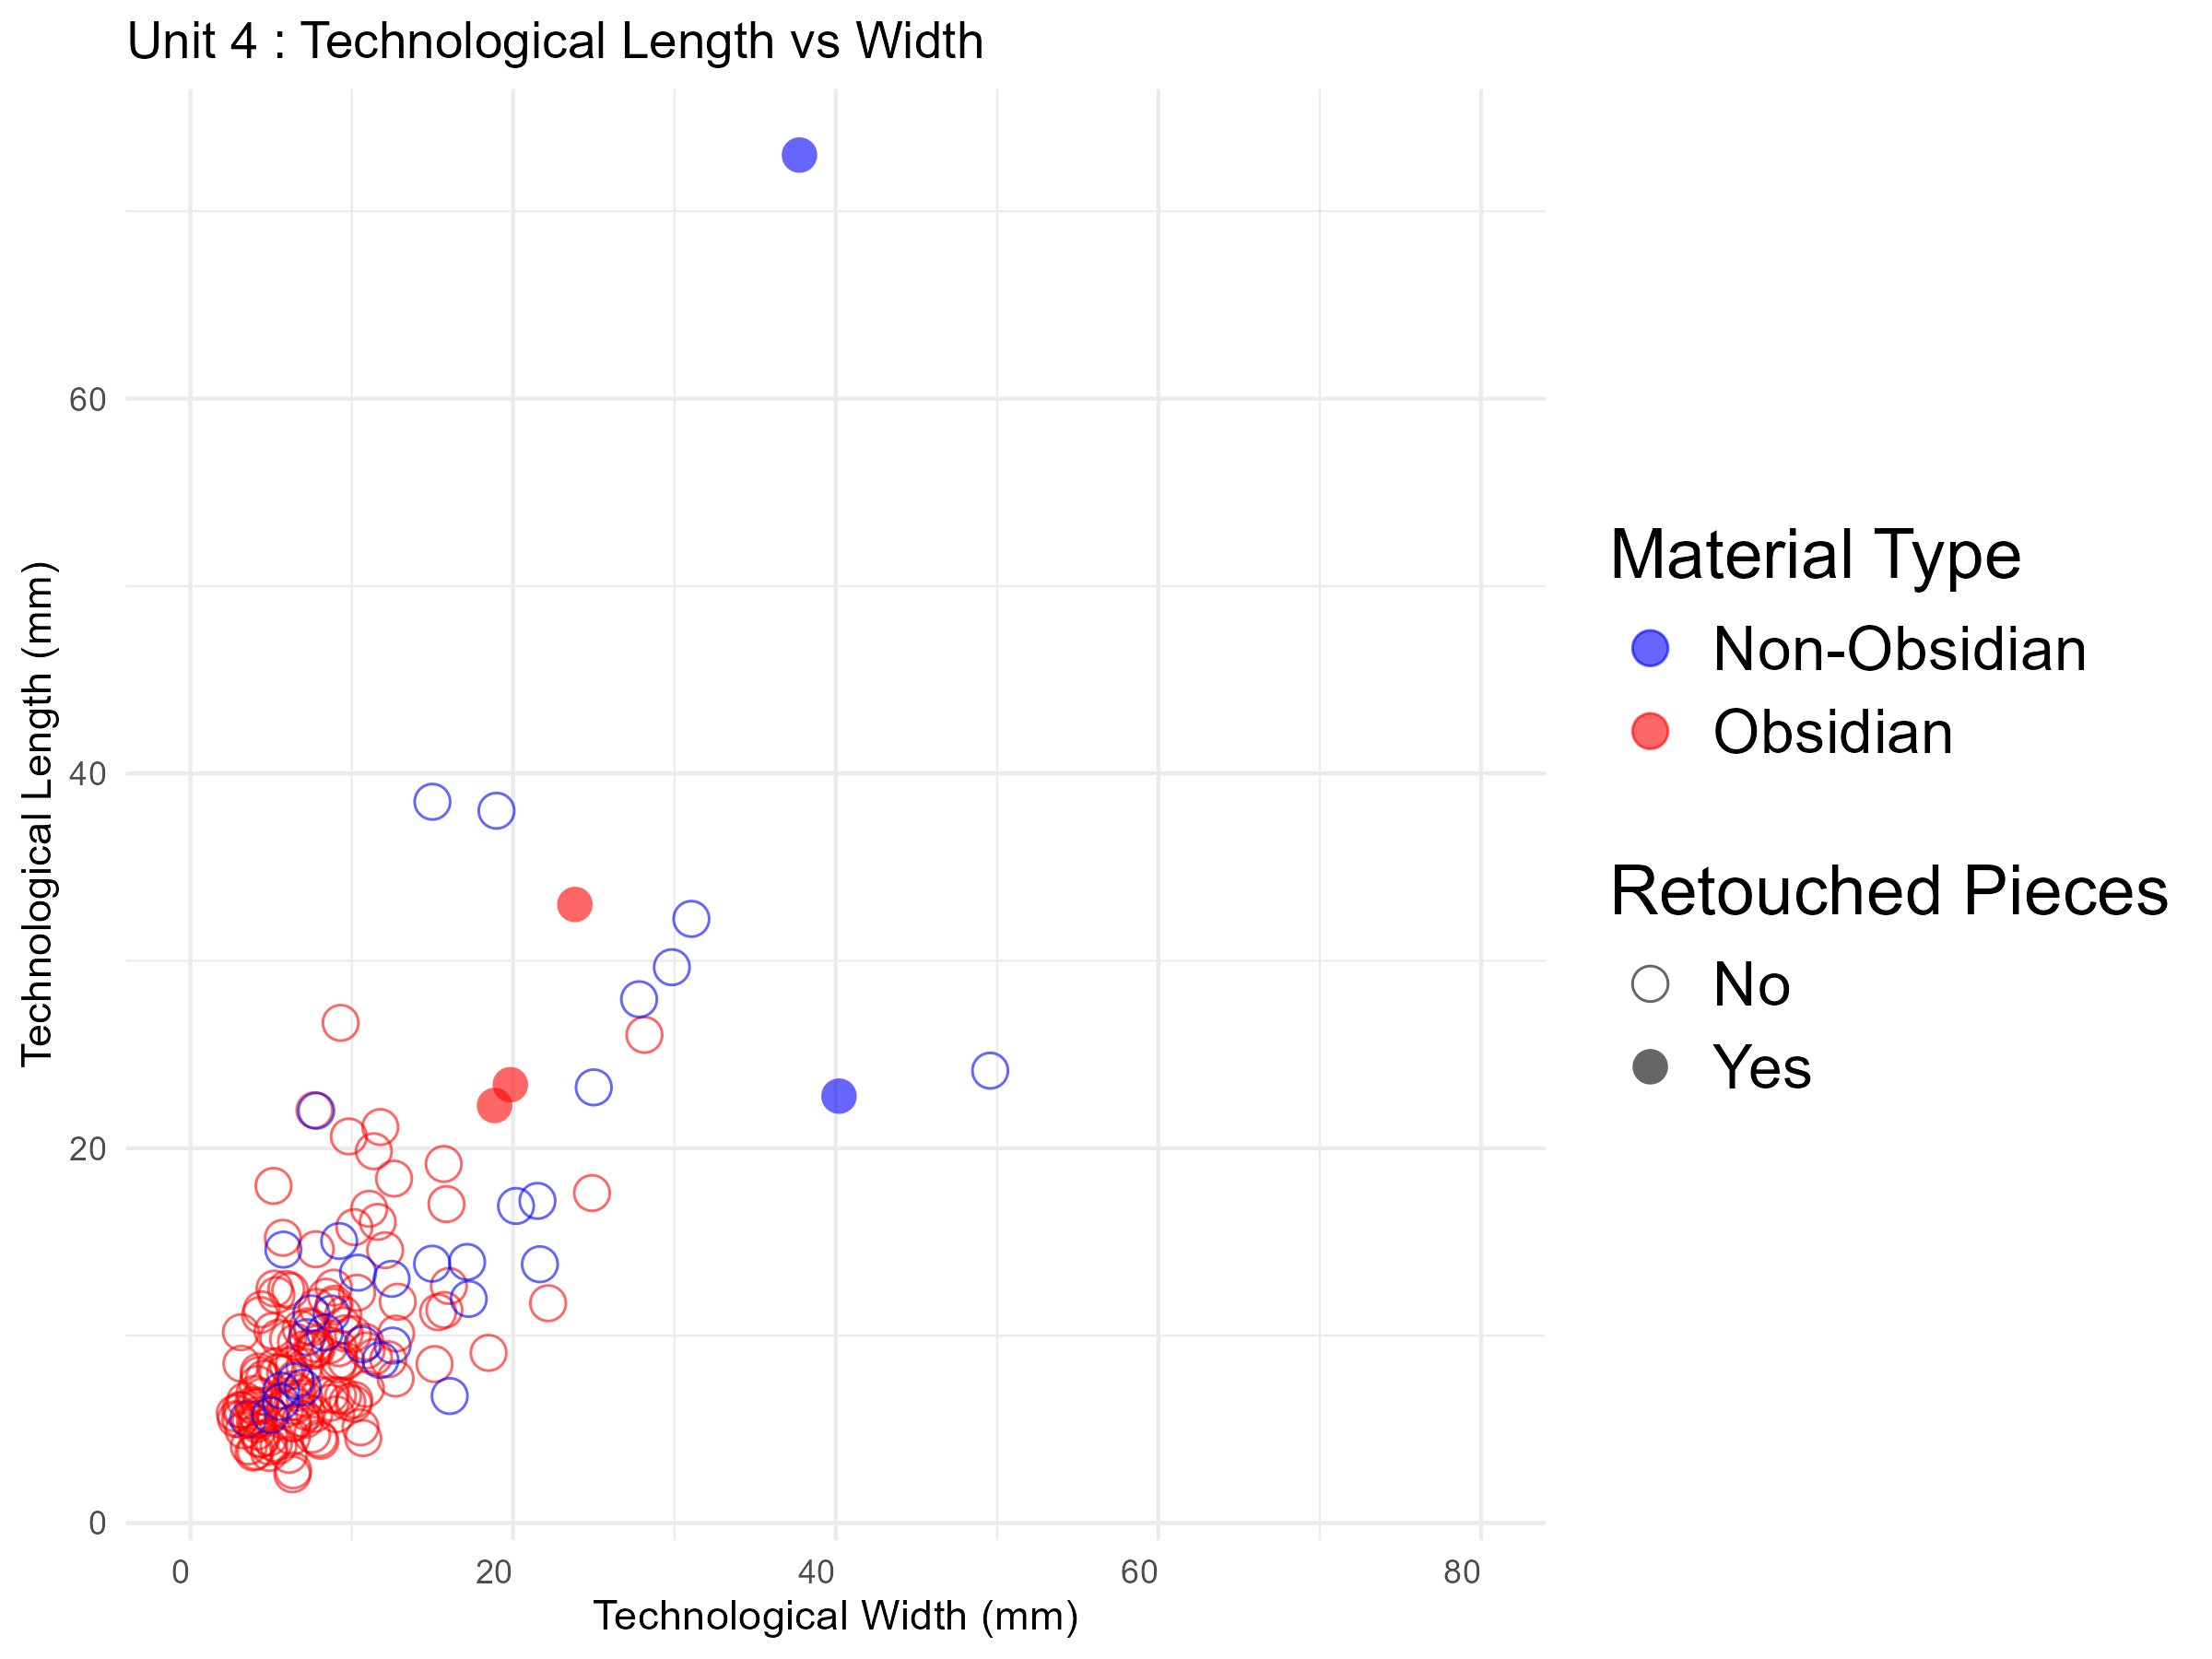 Unit 4 : Technological Length vs Width
Technological Length (mm)
60
40
20
0
0 20 40 60 80
Technological Width (mm)
Material Type
Non-Obsidian
Obsidian
Retouched Pieces
No
Yes